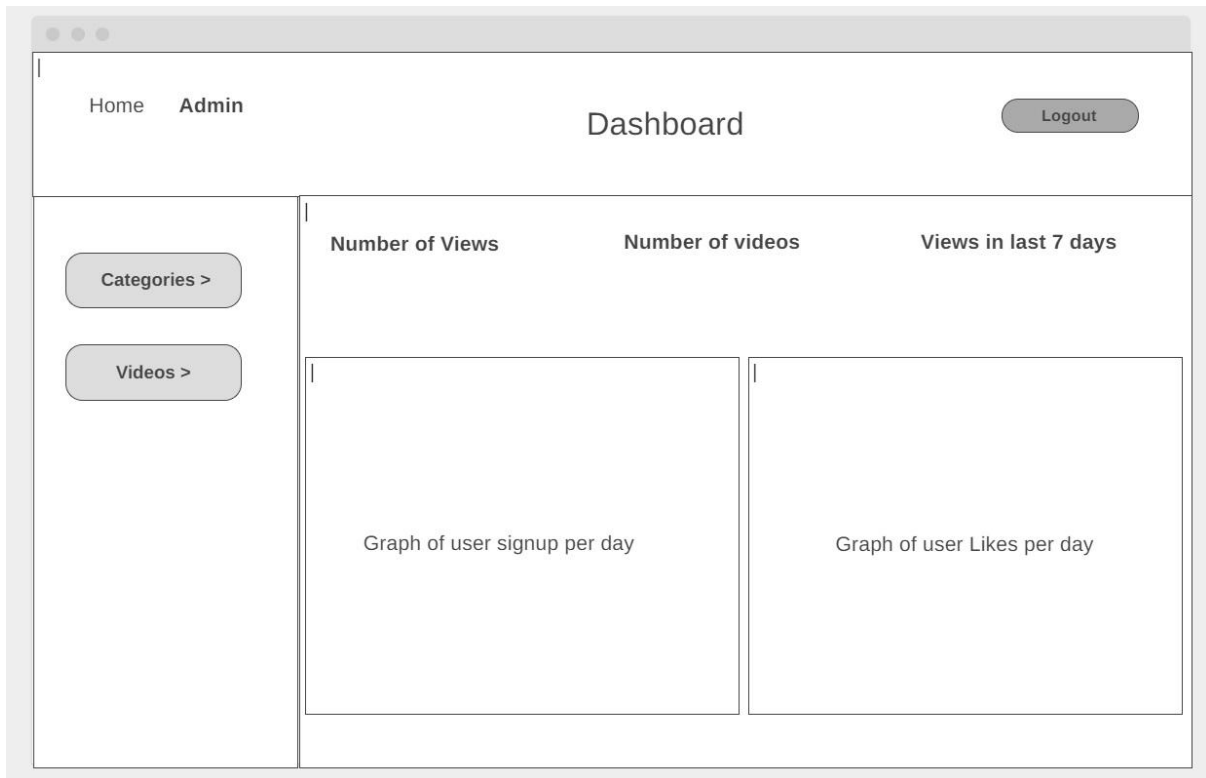 Home Admin
Dashboard
Logout
Categories >
Videos >
Number of Views
Number of videos
Views in last 7 days
Graph of user signup per day
Graph of user Likes per day